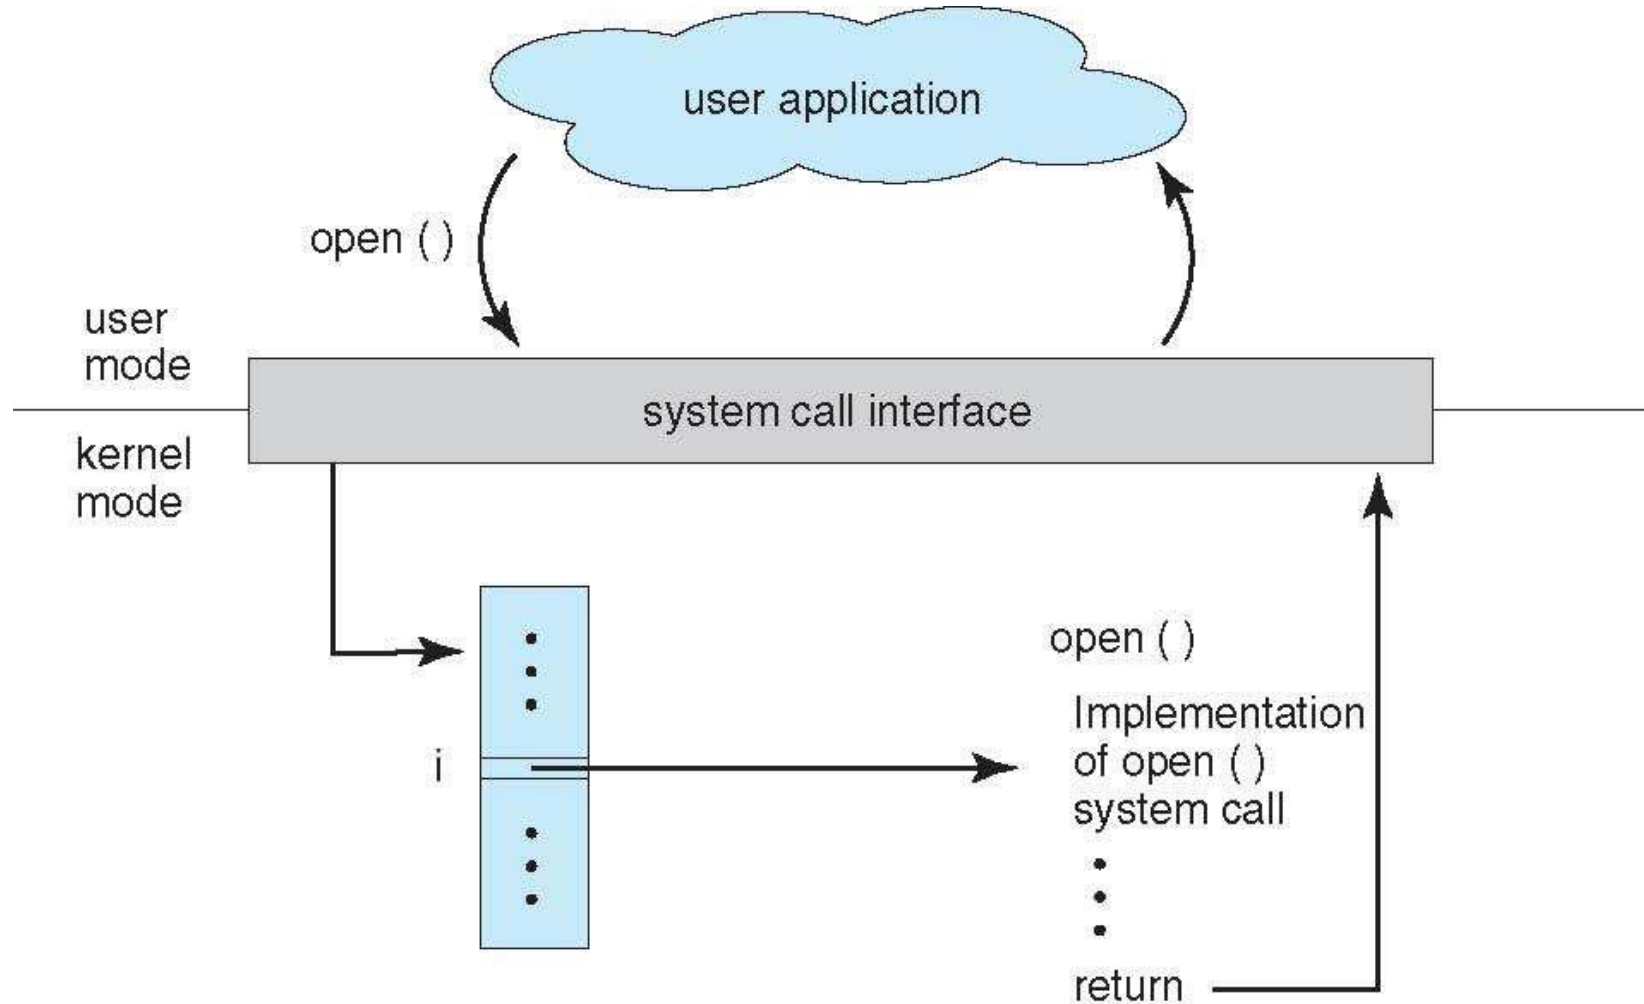 user application
open ( )
user
mode
system call interface
kernel
mode
open ( )
Implementation
of open ( )
system call
i
return